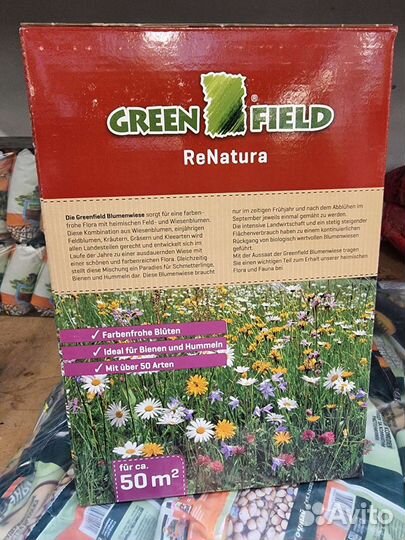 GREEN FIELD
®
ReNatura
Die Greenfield Blumenwiese sorgt für eine farben-
frohe Flora mit heimischen Feld- und Wiesenblumen.
Diese Kombination aus Wiesenblumen, einjährigen
Feldblumen, Kräutern, Gräsern und Kleearten wird
allen Landesteilen gerecht und entwickelt sich im
Laufe der Jahre zu einer ausdauernden Wiese mit
einer schönen und farbenreichen Flora. Gleichzeitig
stellt diese Mischung ein Paradies für Schmetterlinge,
Bienen und Hummeln dar. Diese Blumenwiese braucht
nur im zeitigen Frühjahr und nach dem Abblühen im
September jeweils einmal gemäht zu werden.
Die intensive Landwirtschaft und ein stetig steigender
Flächenverbrauch haben zu einem kontinuierlichen
Rückgang von biologisch wertvollen Blumenwiesen
geführt.
Mit der Aussaat der Greenfield Blumenwiese tragen
Sie einen wichtigen Teil zum Erhalt unserer heimischen
Flora und Fauna bei.
✓ Farbenfrohe Blüten
✓ Ideal für Bienen und Hummeln
✓ Mit über 50 Arten
für ca.
50 m²
Avito